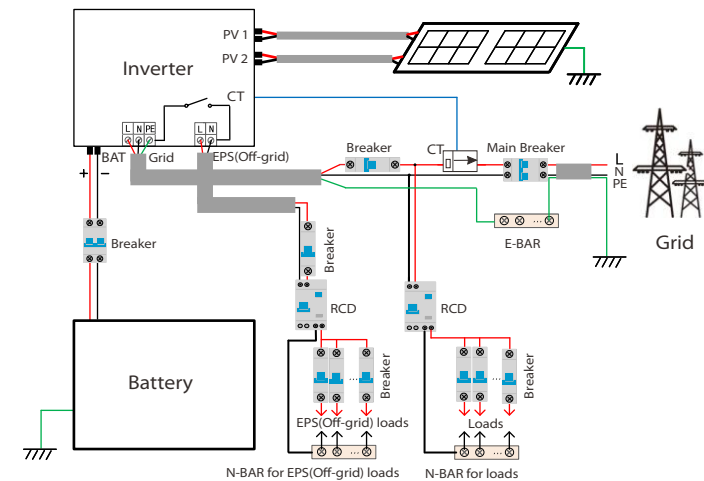 PV 1
PV 2
Inverter
CT
L N PE
L N
BAT
Grid
EPS(Off-grid)
+ −
Breaker
CT
Main Breaker
L
N
PE
Grid
E-BAR
Breaker
Breaker
RCD
RCD
Battery
...
Breaker
...
Breaker
EPS(Off-grid) loads
Loads
...
...
...
N-BAR for EPS(Off-grid) loads
N-BAR for loads